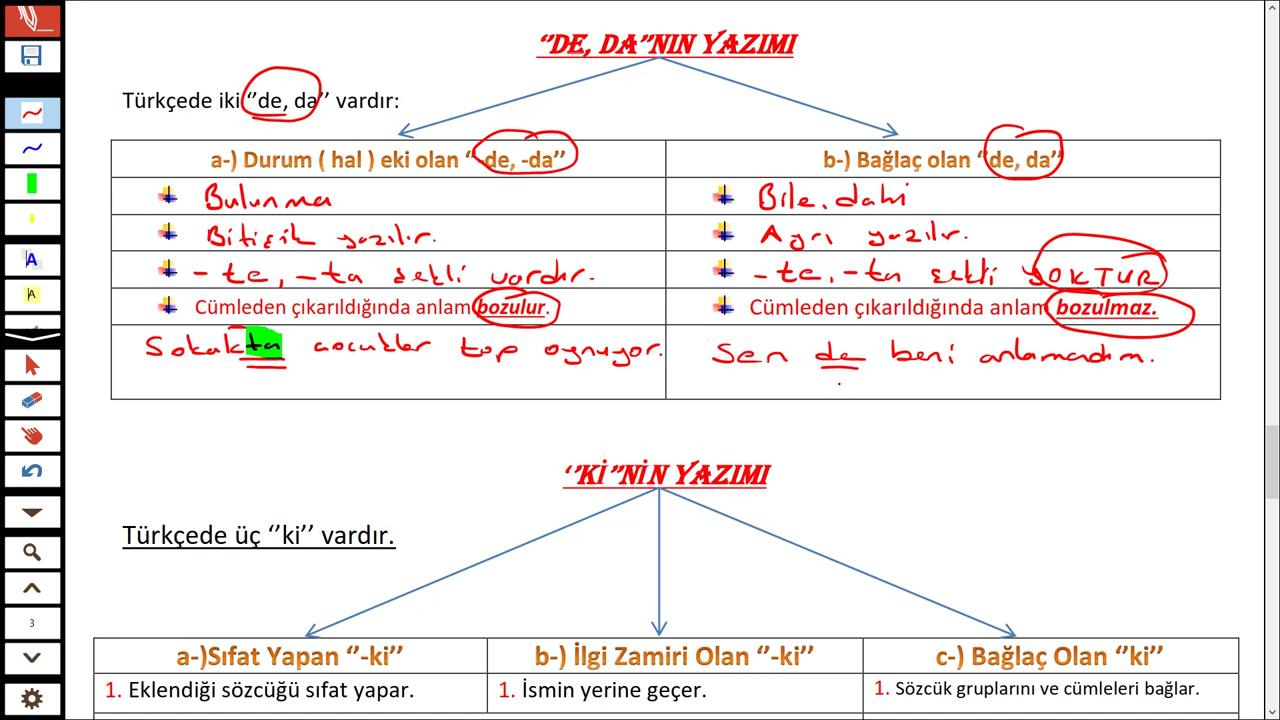 ‘’DE, DA’’NIN YAZIMI
Türkçede iki ‘’de, da’’ vardır:
a-) Durum ( hal ) eki olan ‘’-de, -da’’
b-) Bağlaç olan ‘’de, da’’
Bulunma
Bile, dahi
Bitişik yazılır.
Ayrı yazılır.
-te, -ta şekli vardır.
-te, -ta şekli YOKTUR
Cümleden çıkarıldığında anlam bozulur.
Cümleden çıkarıldığında anlam bozulmaz.
Sokakta çocuklar top oynuyor.
Sen de beni anlamadım.
‘’Kİ’’NİN YAZIMI
Türkçede üç ‘’ki’’ vardır.
a-)Sıfat Yapan ‘’-ki’’
b-) İlgi Zamiri Olan ‘’-ki’’
c-) Bağlaç Olan ‘’ki’’
1. Eklendiği sözcüğü sıfat yapar.
1. İsmin yerine geçer.
1. Sözcük gruplarını ve cümleleri bağlar.
A
A
3